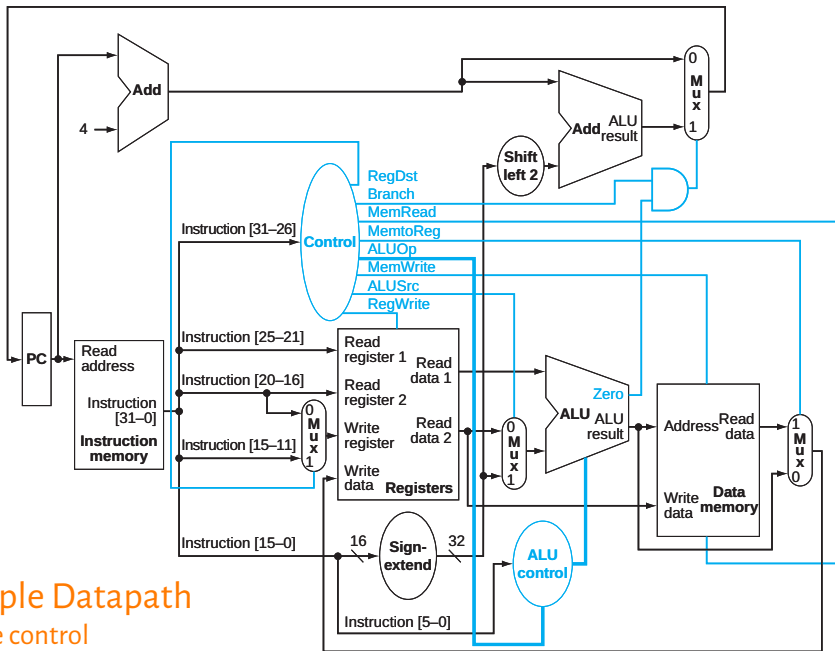 0
M
u
x
1
Add
4
ALU
Add result
Shift
left 2
RegDst
Branch
MemRead
MemtoReg
ALUOp
MemWrite
ALUSrc
RegWrite
Control
Instruction [31–26]
Instruction [25–21]
Instruction [20–16]
Instruction [15–11]
Instruction [15–0]
Instruction [5–0]
PC
Read
address
Instruction
[31–0]
Instruction
memory
0
M
u
x
1
Read
register 1
Read
data 1
Read
register 2
Write
register
Read
data 2
Write
data
Registers
0
M
u
x
1
Zero
ALU
ALU
result
Address
Read
data
Write
data
Data
memory
1
M
u
x
0
16
Sign-
extend
32
ALU
control
ple Datapath
e control